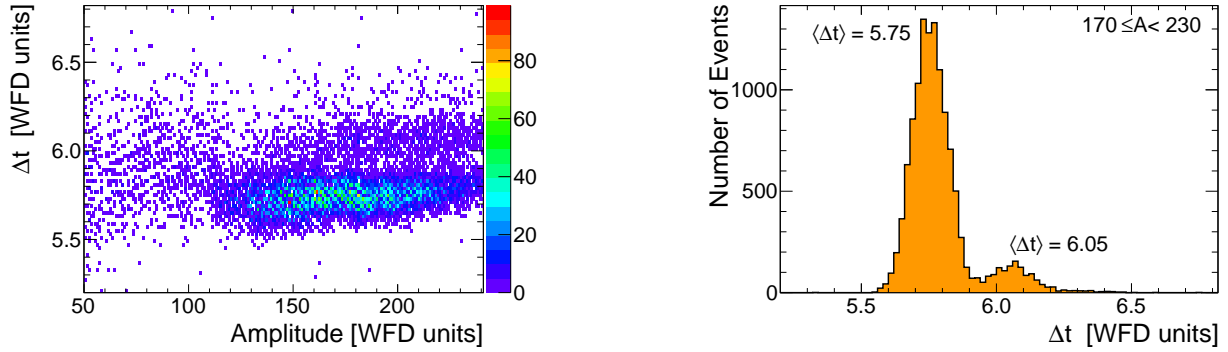 Δt [WFD units]
6.5
6.0
5.5
50
100
150
200
Amplitude [WFD units]
80
60
40
20
0
Number of Events
1000
500
0
⟨Δt⟩ = 5.75
170 ≤A< 230
⟨Δt⟩ = 6.05
5.5
6.0
6.5
Δt [WFD units]